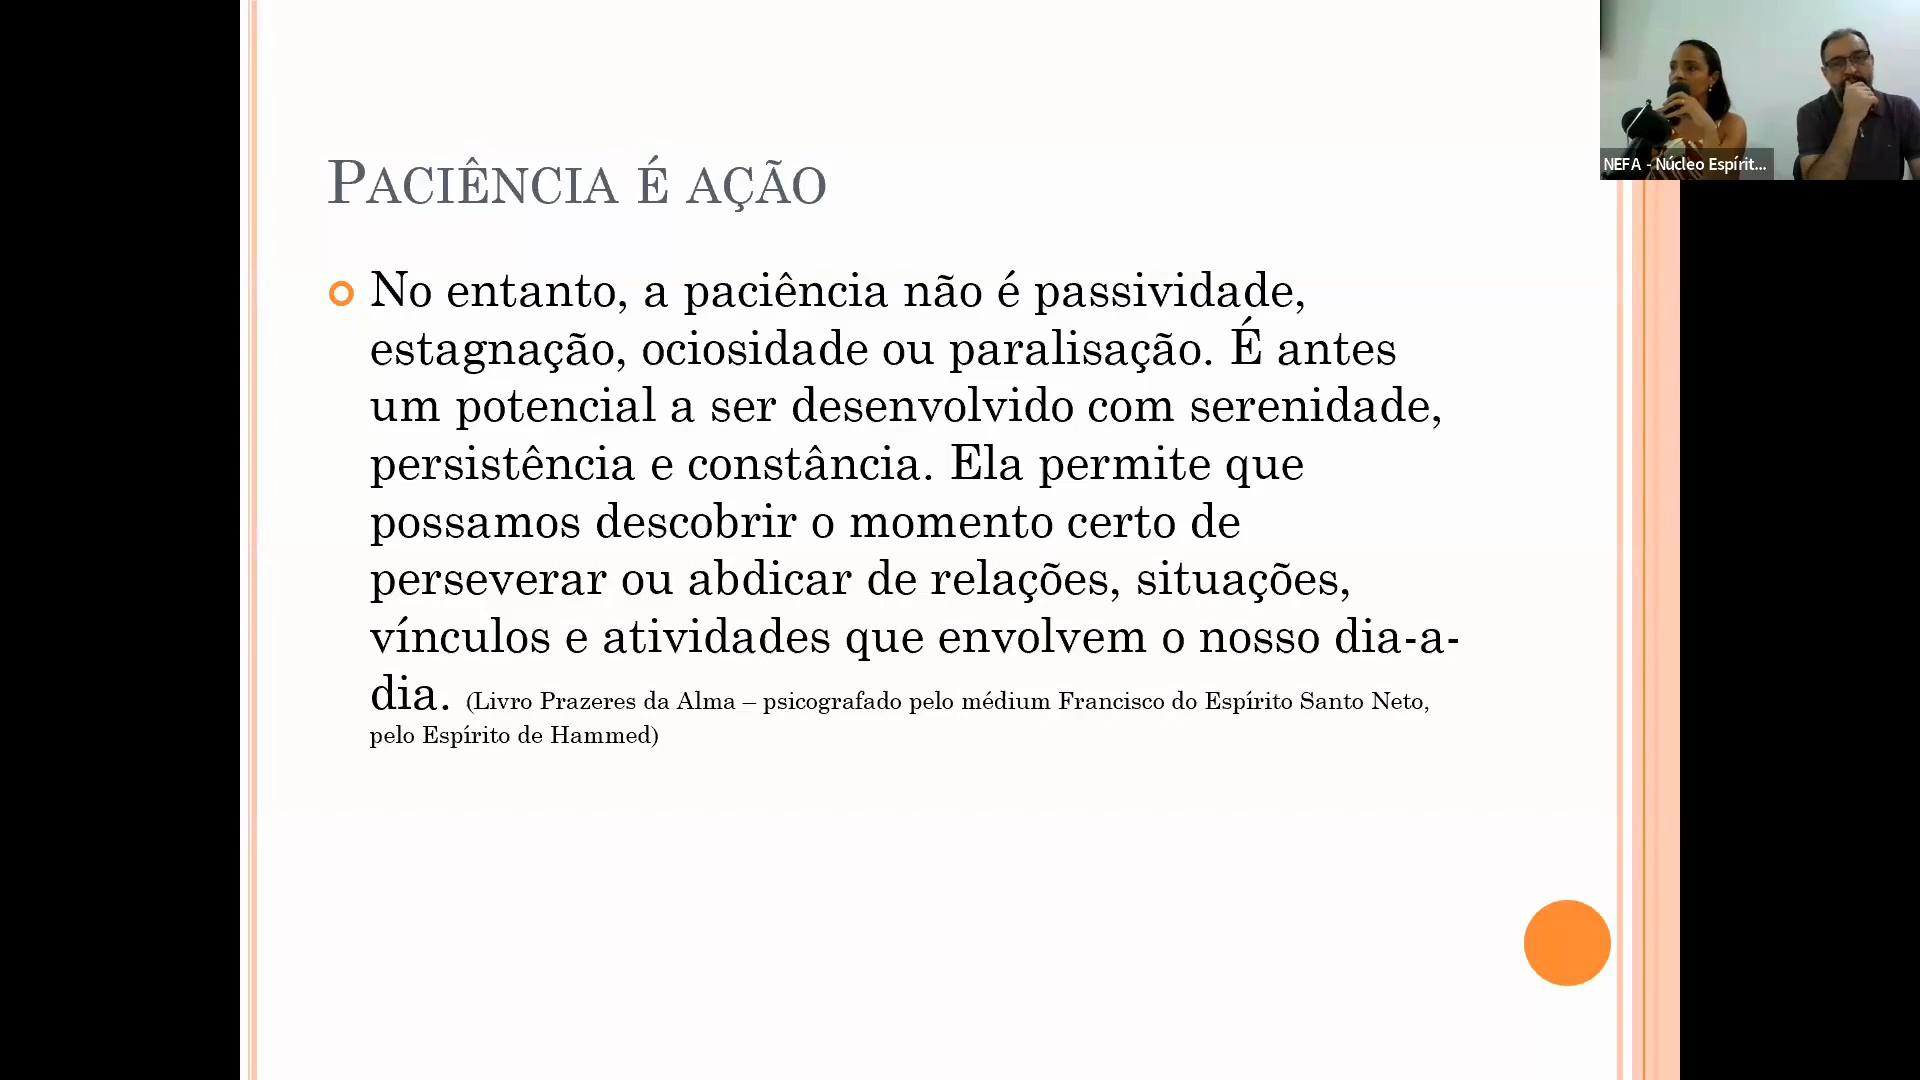 PACIÊNCIA É AÇÃO
No entanto, a paciência não é passividade,
estagnação, ociosidade ou paralisação. É antes
um potencial a ser desenvolvido com serenidade,
persistência e constância. Ela permite que
possamos descobrir o momento certo de
perseverar ou abdicar de relações, situações,
vínculos e atividades que envolvem o nosso dia-a-
dia. (Livro Prazeres da Alma – psicografado pelo médium Francisco do Espírito Santo Neto,
pelo Espírito de Hammed)
NEFA - Núcleo Espírit...